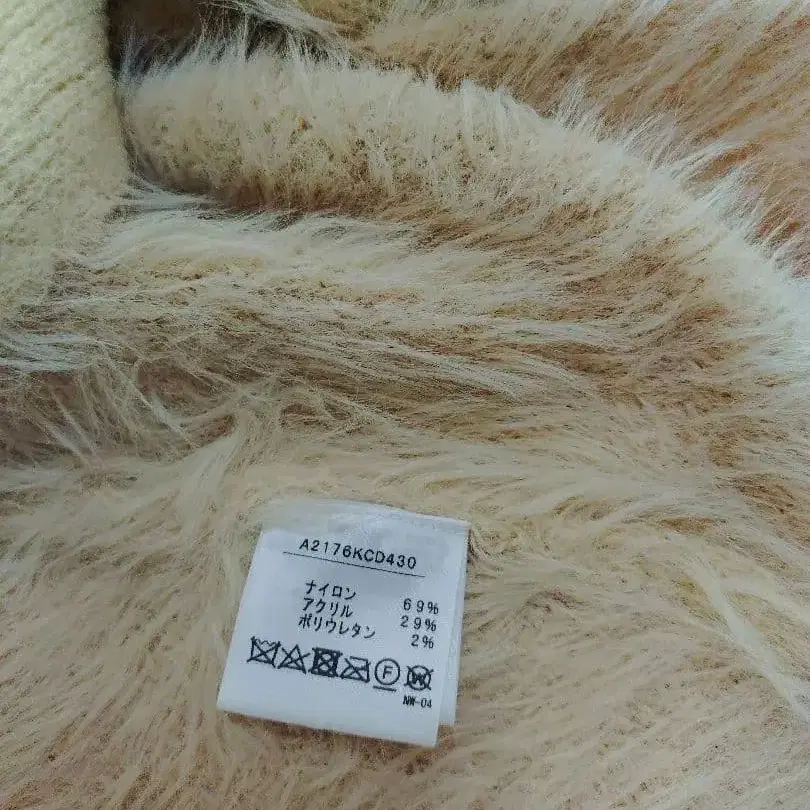 A2176KCD430
ナイロン 69%
アクリル 29%
ポリウレタン 2%
F W
NW-04